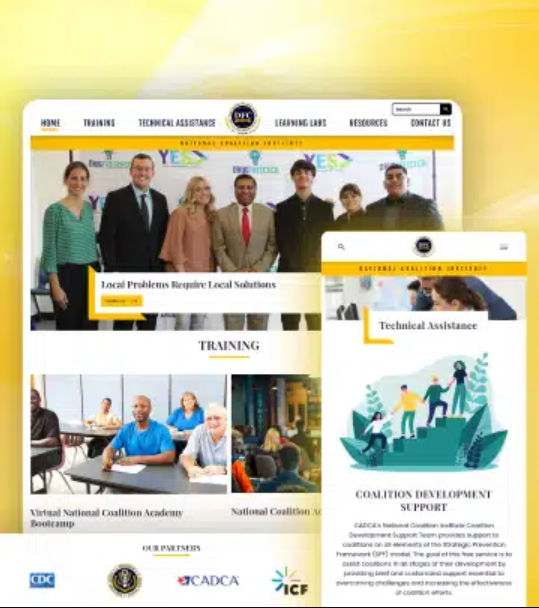 Search
HOME TRAINING TECHNICAL ASSISTANCE DFC LEARNING LABS RESOURCES CONTACT US
NATIONAL COALITION INSTITUTE
YES YES
Local Problems Require Local Solutions
TRAINING
Virtual National Coalition Academy
Bootcamp
National Coalition Ac
OUR PARTNERS
CDC CADCA ICF
DFC
NATIONAL COALITION INSTITUTE
Technical Assistance
COALITION DEVELOPMENT
SUPPORT
CADCA's National Coalition Institute Coalition
Development Support Team provides support to
coalitions on all elements of the Strategic Prevention
Framework (SPF) model. The goal of this free service is to
assist coalitions in all stages of their development by
providing brief and customized support essential to
overcoming challenges and increasing the effectiveness
of coalition efforts.